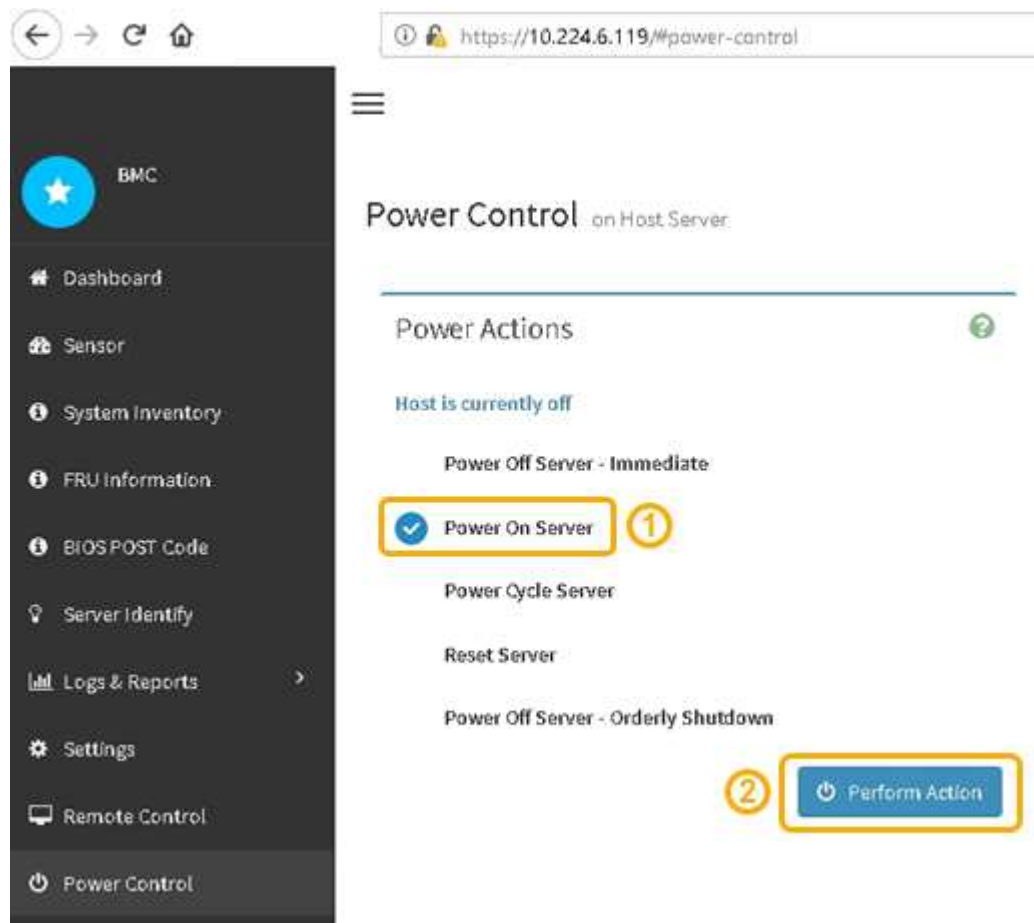 https://10.224.6.119/#power-control
BMC
Power Control on Host Server
Dashboard
Sensor
System Inventory
FRU Information
BIOS POST Code
Server Identify
Logs & Reports
Settings
Remote Control
Power Control
Power Actions
Host is currently off
Power Off Server - Immediate
Power On Server
1
Power Cycle Server
Reset Server
Power Off Server - Orderly Shutdown
2
Perform Action